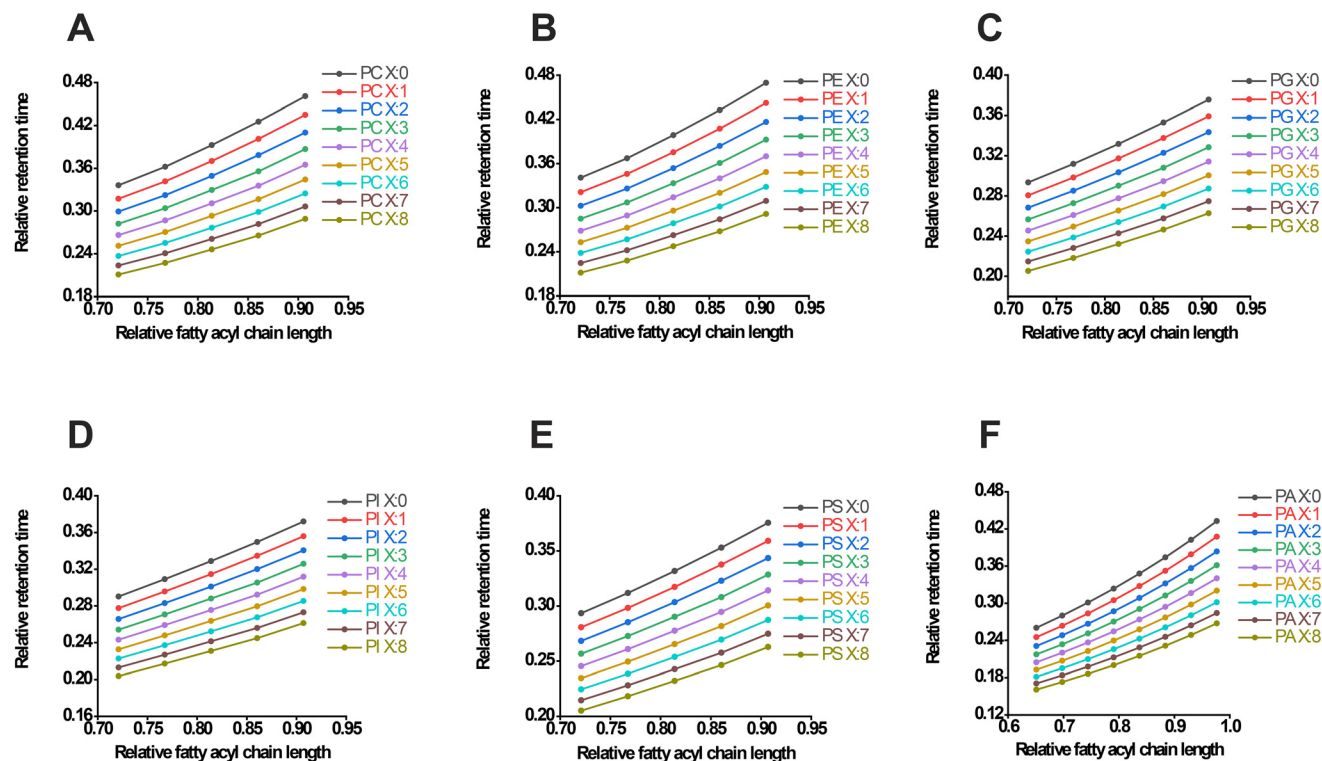 A
B
C
Relative retention time
0.48
0.42
0.36
0.30
0.24
0.18
0.70
0.75
0.80
0.85
0.90
0.95
Relative fatty acyl chain length
PC X:0
PC X:1
PC X:2
PC X:3
PC X:4
PC X:5
PC X:6
PC X:7
PC X:8
Relative retention time
0.48
0.42
0.36
0.30
0.24
0.18
0.70
0.75
0.80
0.85
0.90
0.95
Relative fatty acyl chain length
PE X:0
PE X:1
PE X:2
PE X:3
PE X:4
PE X:5
PE X:6
PE X:7
PE X:8
Relative retention time
0.40
0.36
0.32
0.28
0.24
0.20
0.70
0.75
0.80
0.85
0.90
0.95
Relative fatty acyl chain length
PG X:0
PG X:1
PG X:2
PG X:3
PG X:4
PG X:5
PG X:6
PG X:7
PG X:8
D
E
F
Relative retention time
0.40
0.36
0.32
0.28
0.24
0.20
0.16
0.70
0.75
0.80
0.85
0.90
0.95
Relative fatty acyl chain length
PI X:0
PI X:1
PI X:2
PI X:3
PI X:4
PI X:5
PI X:6
PI X:7
PI X:8
Relative retention time
0.40
0.35
0.30
0.25
0.20
0.70
0.75
0.80
0.85
0.90
0.95
Relative fatty acyl chain length
PS X:0
PS X:1
PS X:2
PS X:3
PS X:4
PS X:5
PS X:6
PS X:7
PS X:8
Relative retention time
0.48
0.42
0.36
0.30
0.24
0.18
0.12
0.6
0.7
0.8
0.9
1.0
Relative fatty acyl chain length
PA X:0
PA X:1
PA X:2
PA X:3
PA X:4
PA X:5
PA X:6
PA X:7
PA X:8